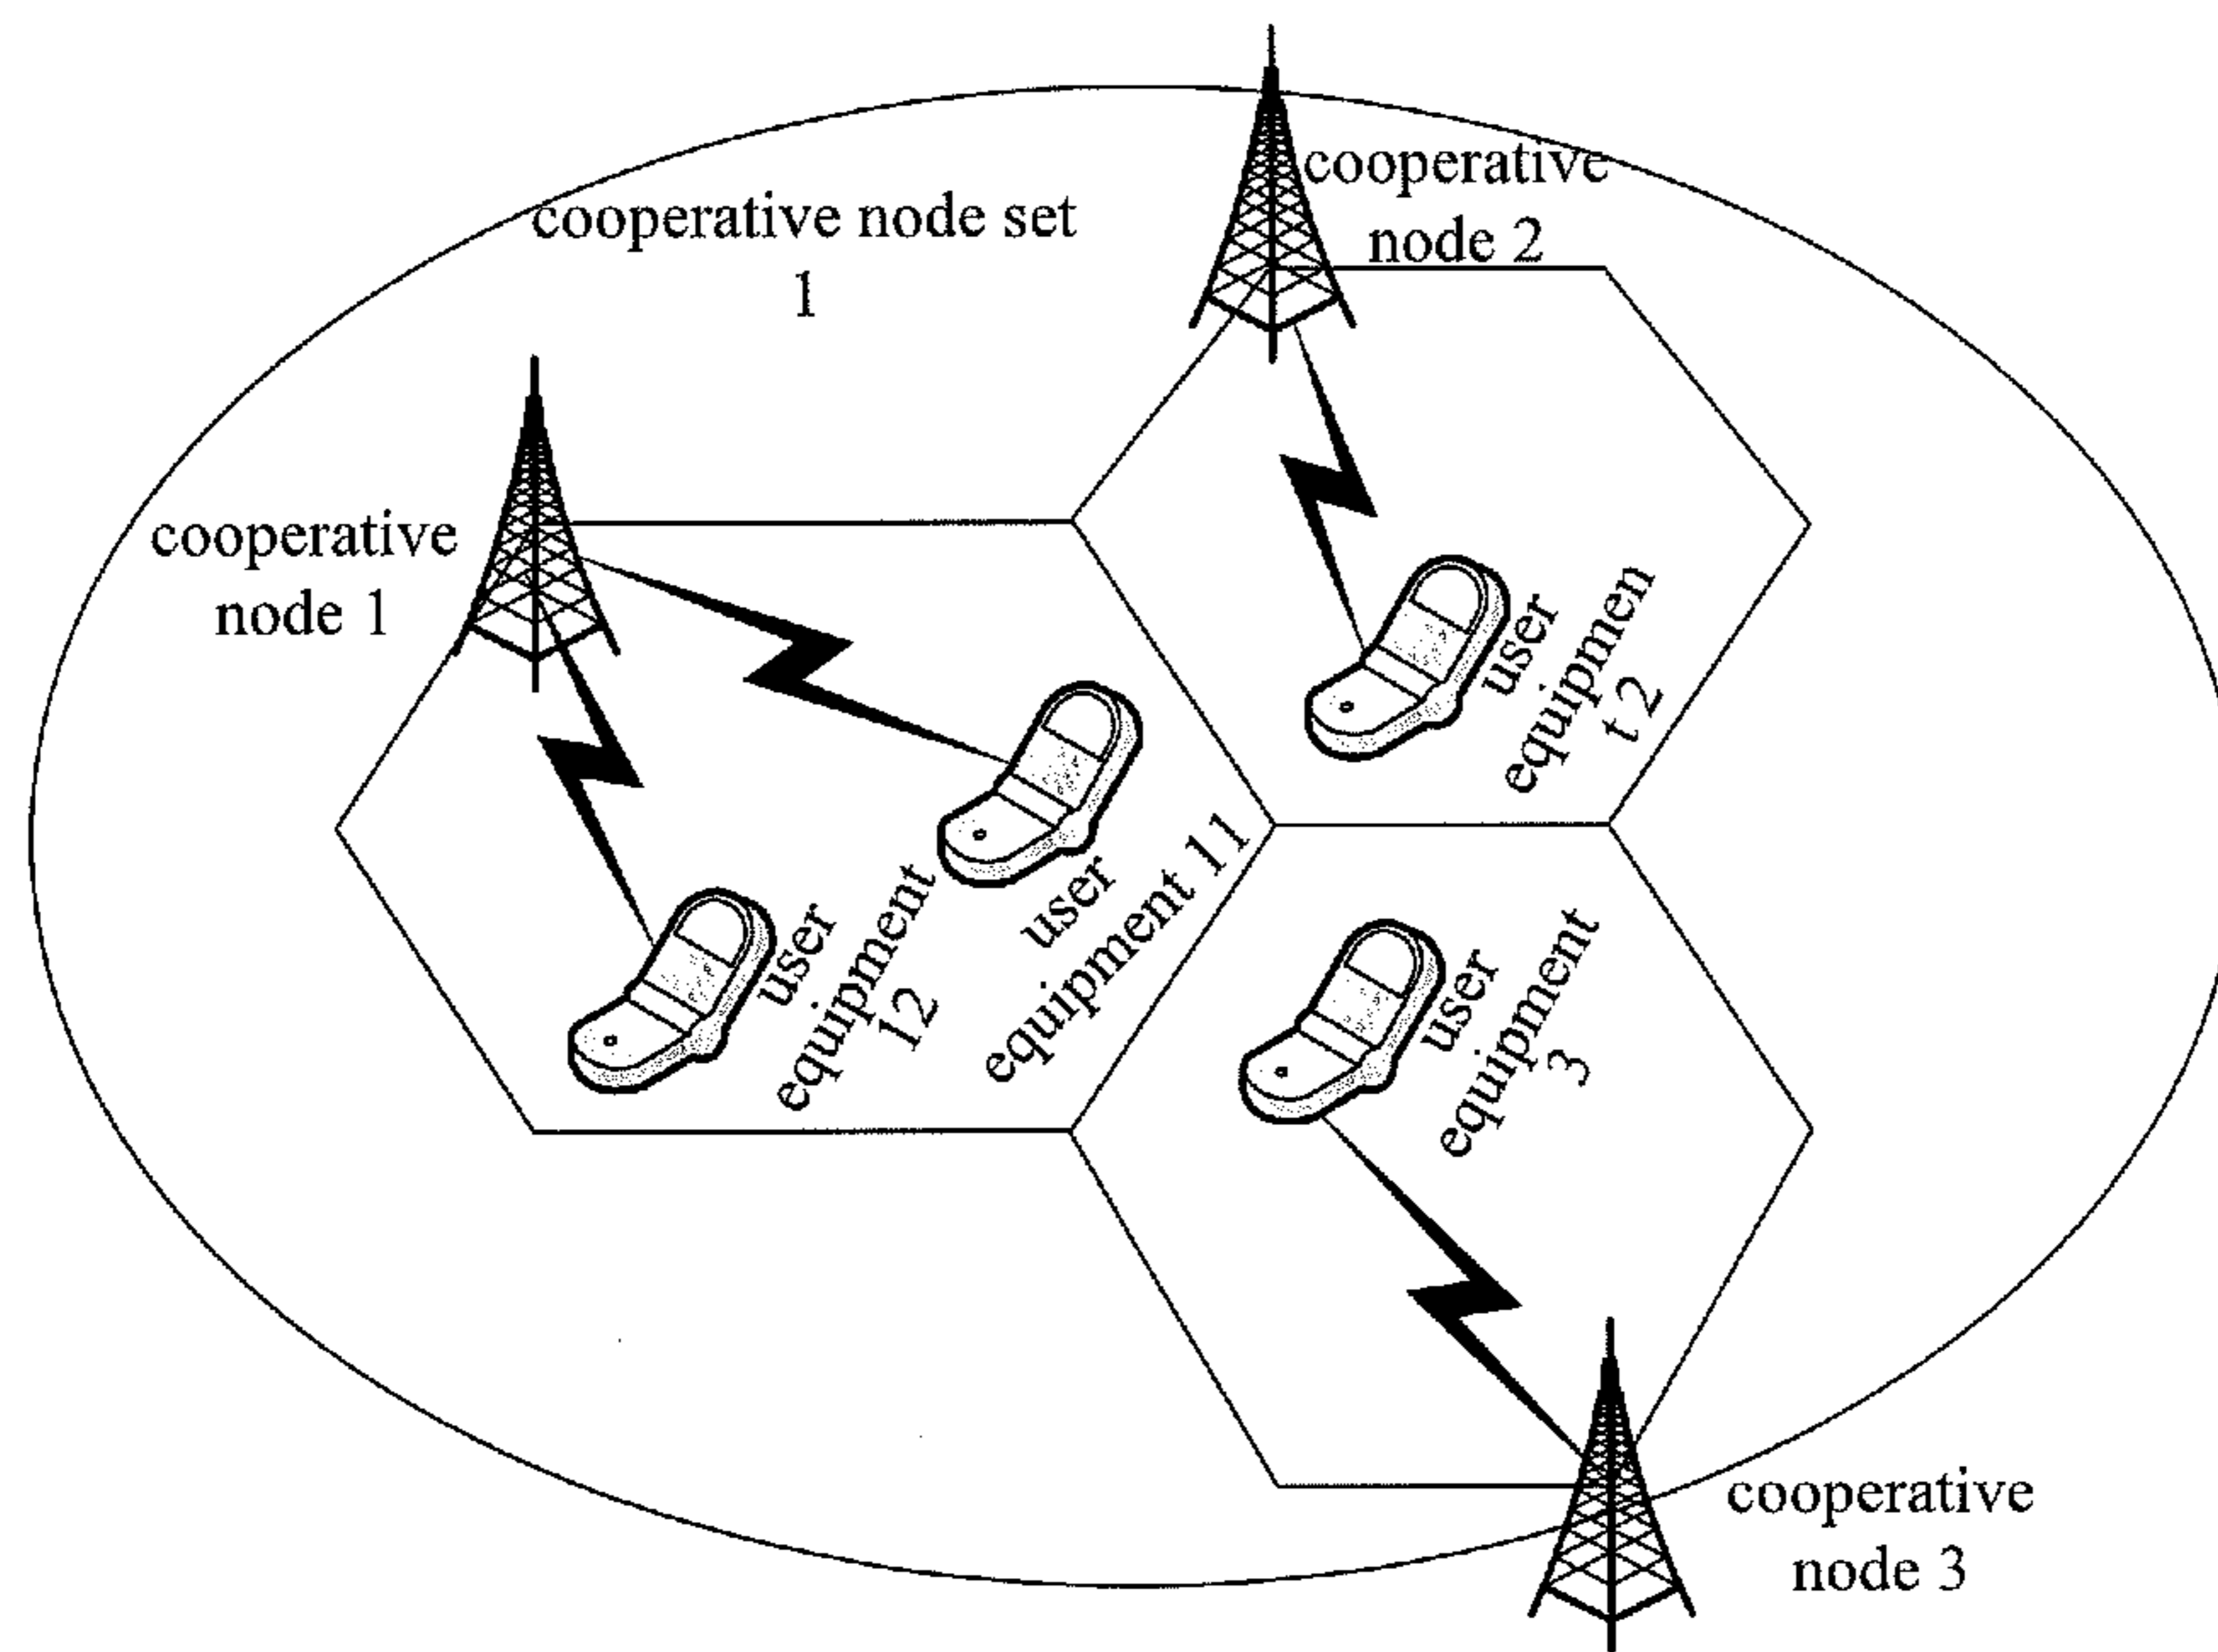 cooperative node set
1
cooperative
node 2
cooperative
node 1
user
equipmen
t 2
user
equipment 11
user
equipment
12
user
equipment
3
cooperative
node 3